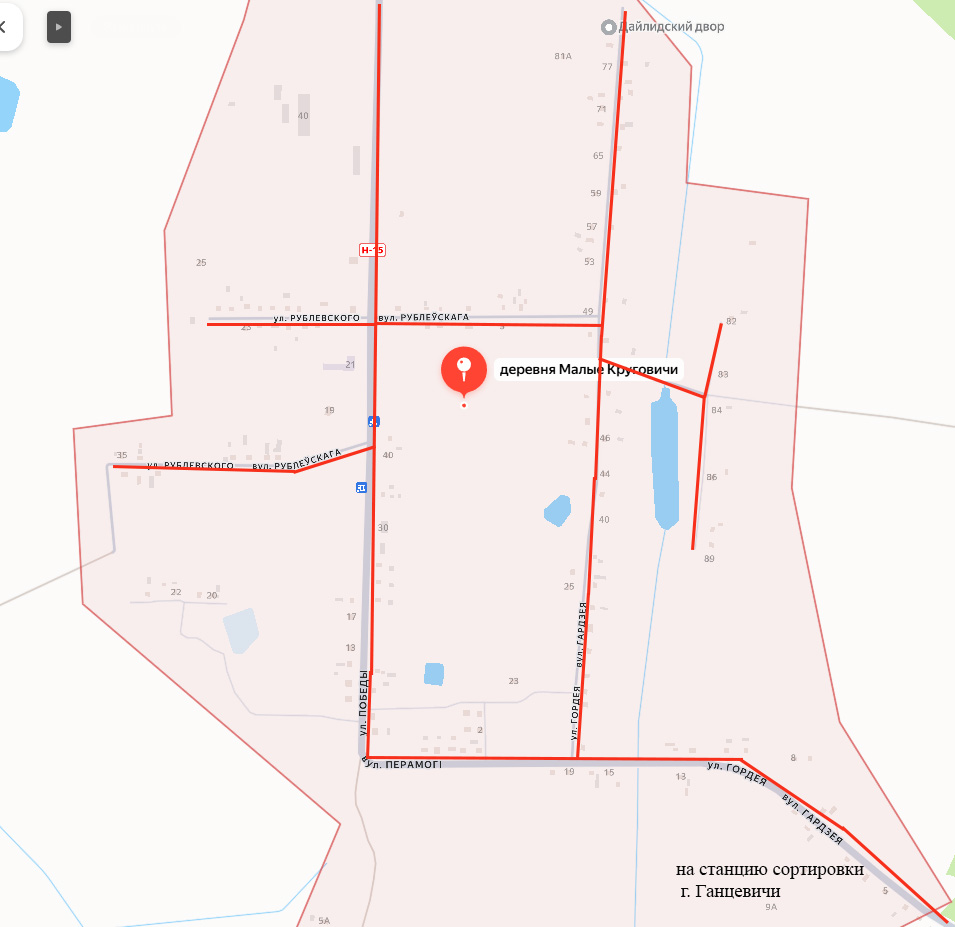 Дайлидский двор
81А
77
71
40
65
59
57
Н-15
53
25
49
ул. РУБЛЕВСКОГО
вул. РУБЛЕЎСКАГА
82
23
21
деревня Малые Круговичи
83
19
84
46
35
40
ул. РУБЛЕВСКОГО
вул. РУБЛЕЎСКАГА
44
86
40
30
89
25
22
20
17
вул. ГАРДЗЕЯ
13
23
ул. ПОБЕДЫ
ул. ГОРДЕЯ
2
8
ул. ПЕРАМОГІ
19
15
13
ул. ГОРДЕЯ
вул. ГАРДЗЕЯ
на станцию сортировки
г. Ганцевичи
5
9А
5А